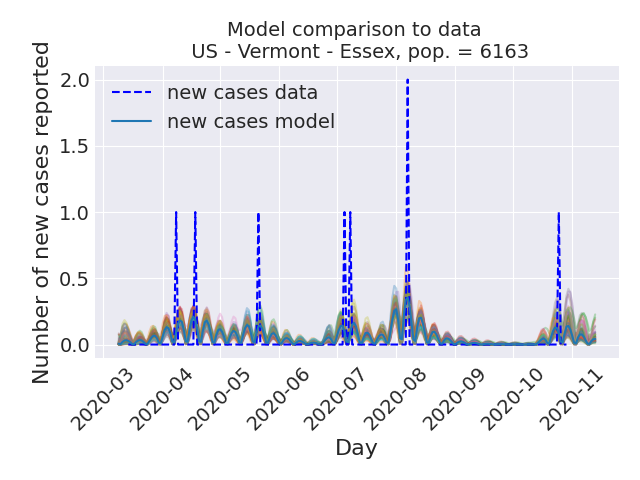 Model comparison to data
US - Vermont - Essex, pop. = 6163
new cases data
new cases model
Number of new cases reported
2.0
1.5
1.0
0.5
0.0
2020-03
2020-04
2020-05
2020-06
2020-07
2020-08
2020-09
2020-10
2020-11
Day